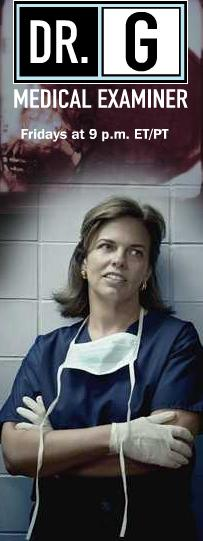 DR. G
MEDICAL EXAMINER
Fridays at 9 p.m. ET/PT